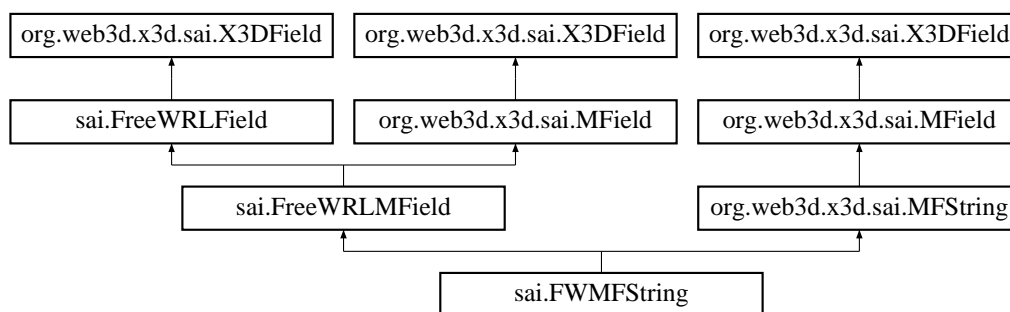 org.web3d.x3d.sai.X3DField
org.web3d.x3d.sai.X3DField
org.web3d.x3d.sai.X3DField
sai.FreeWRLField
org.web3d.x3d.sai.MField
org.web3d.x3d.sai.MField
sai.FreeWRLMField
org.web3d.x3d.sai.MFString
sai.FWMFString